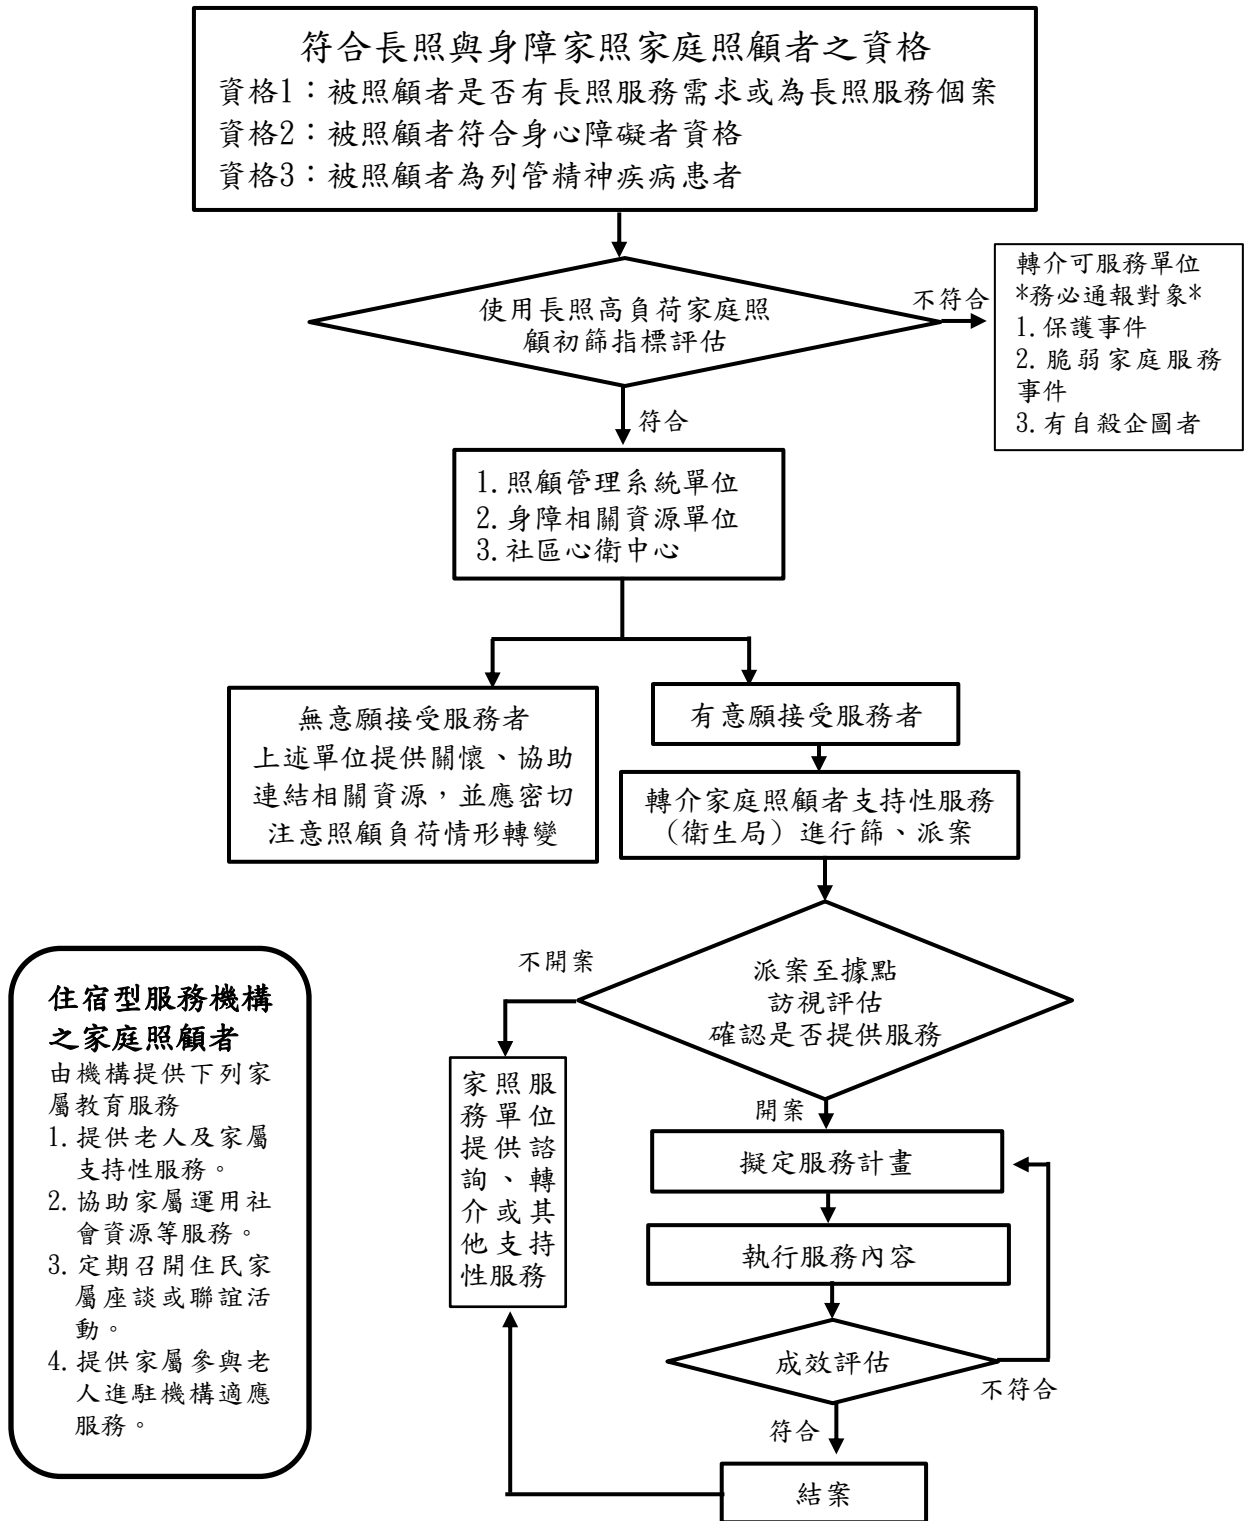 符合長照與身障家照家庭照顧者之資格
資格1：被照顧者是否有長照服務需求或為長照服務個案
資格2：被照顧者符合身心障礙者資格
資格3：被照顧者為列管精神疾病患者
使用長照高負荷家庭照
顧初篩指標評估
不符合
轉介可服務單位
*務必通報對象*
1.保護事件
2.脆弱家庭服務
事件
3.有自殺企圖者
符合
1.照顧管理系統單位
2.身障相關資源單位
3.社區心衛中心
無意願接受服務者
上述單位提供關懷、協助
連結相關資源，並應密切
注意照顧負荷情形轉變
有意願接受服務者
轉介家庭照顧者支持性服務
（衛生局）進行篩、派案
派案至據點
訪視評估
確認是否提供服務
不開案
家照服
務單位
提供諮
詢、轉
介或其
他支持
性服務
開案
擬定服務計畫
執行服務內容
成效評估
不符合
符合
結案
住宿型服務機構
之家庭照顧者
由機構提供下列家
屬教育服務
1.提供老人及家屬
支持性服務。
2.協助家屬運用社
會資源等服務。
3.定期召開住民家
屬座談或聯誼活
動。
4.提供家屬參與老
人進駐機構適應
服務。